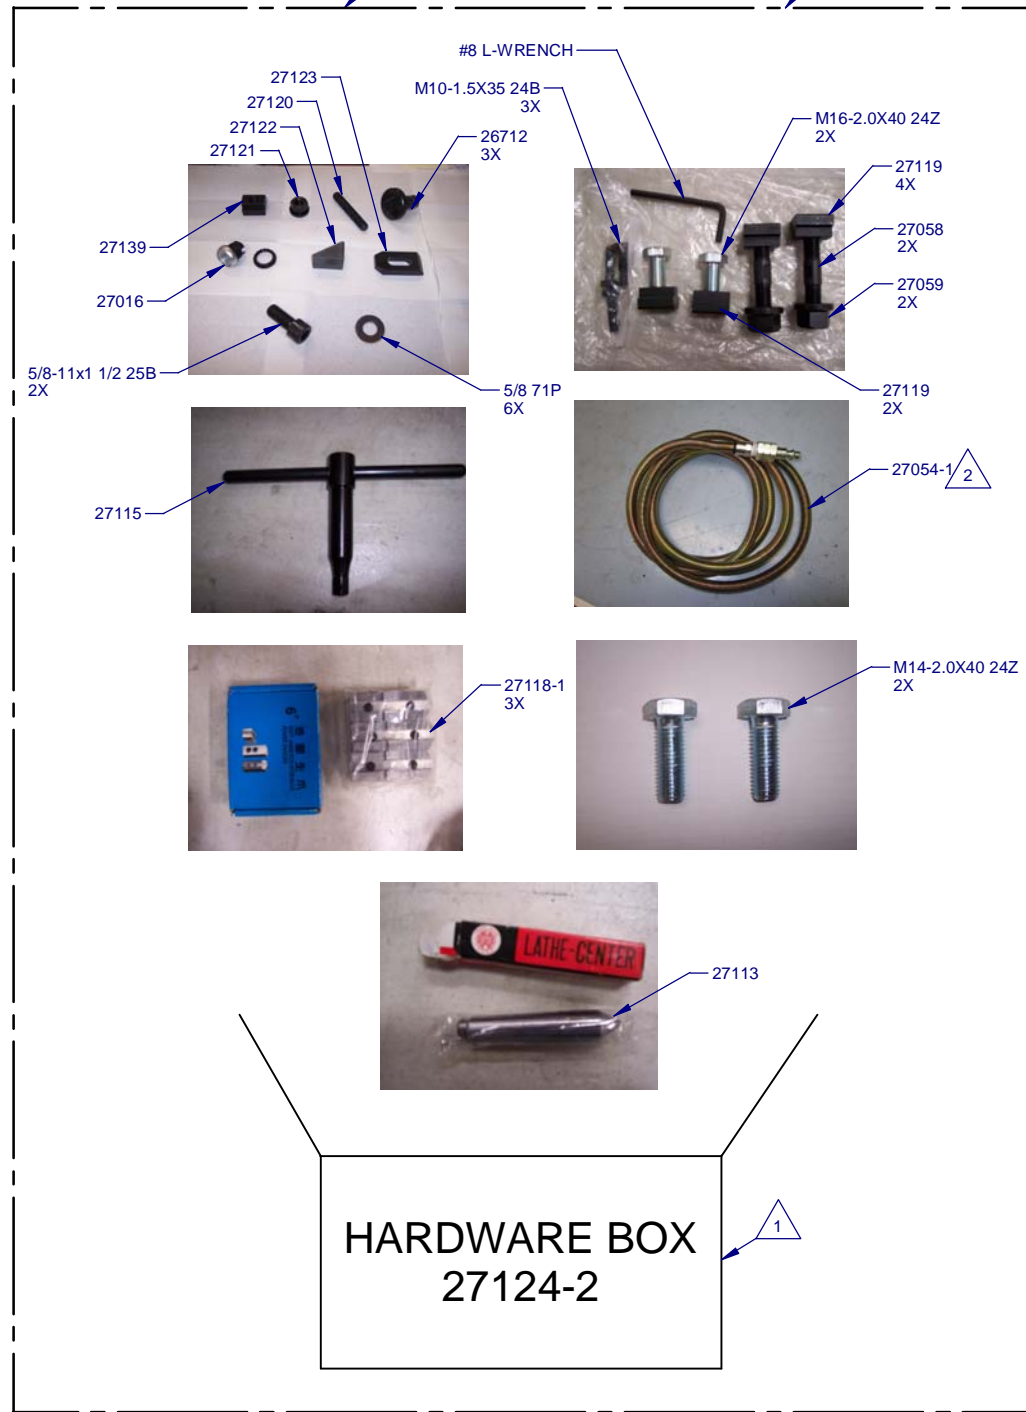 #8 L-WRENCH
27123
M10-1.5X35 24B
3X
27120
27122
27121
26712
3X
M16-2.0X40 24Z
2X
27119
4X
27139
27058
2X
27016
27059
2X
5/8-11x1 1/2 25B
2X
5/8 71P
6X
27119
2X
27115
27054-1
2
27118-1
3X
6"
M14-2.0X40 24Z
2X
LATHE-CENTER
27113
1
HARDWARE BOX
27124-2